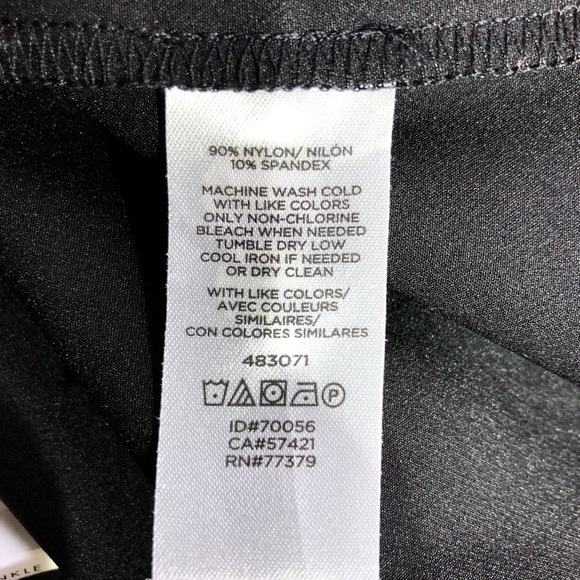 90% NYLON/ NILÓN
10% SPANDEX
MACHINE WASH COLD
WITH LIKE COLORS
ONLY NON-CHLORINE
BLEACH WHEN NEEDED
TUMBLE DRY LOW
COOL IRON IF NEEDED
OR DRY CLEAN
WITH LIKE COLORS/
AVEC COULEURS
SIMILAIRES/
CON COLORES SIMILARES
483071
P
ID#70056
CA#57421
RN#77379
NKLE